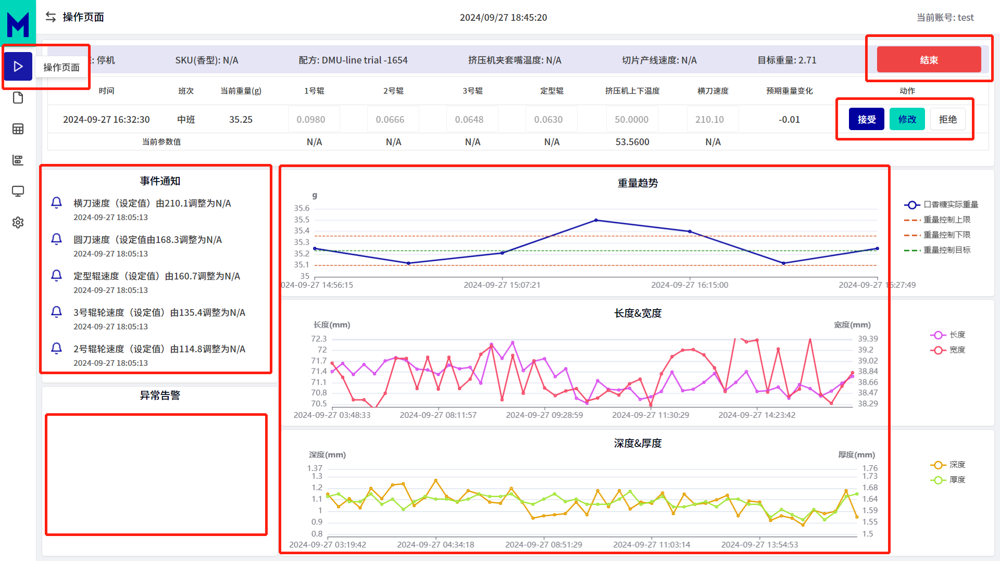 M
操作页面
2024/09/27 18:45:20
当前账号: test
操作页面
: 停机
SKU(香型): N/A
配方: DMU-line trial -1654
挤压机夹套嘴温度: N/A
切片产线速度: N/A
目标重量: 2.71
结束
时间 班次 当前重量(g) 1号辊 2号辊 3号辊 定型辊 挤压机上下温度 横刀速度 预期重量变化 动作
2024-09-27 16:32:30 中班 35.25 0.0980 0.0666 0.0648 0.0630 50.0000 210.10 -0.01 接受 修改 拒绝
当前参数值 N/A N/A N/A N/A 53.5600 N/A
事件通知
横刀速度（设定值）由210.1调整为N/A
2024-09-27 18:05:13
圆刀速度（设定值由168.3调整为N/A
2024-09-27 18:05:13
定型辊速度（设定值）由160.7调整为N/A
2024-09-27 18:05:13
3号辊轮速度（设定值）由135.4调整为N/A
2024-09-27 18:05:13
2号辊轮速度（设定值）由114.8调整为N/A
2024-09-27 18:05:13
异常告警
重量趋势
g
35.6
35.5
35.4
35.3
35.2
35.1
35
024-09-27 14:56:15 2024-09-27 15:07:21 2024-09-27 16:15:00 2024-09-27 16:27:49
口香糖实际重量
重量控制上限
重量控制下限
重量控制目标
长度&宽度
长度(mm) 宽度(mm)
72.3 39.39
72 39.2
71.7 39.02
71.4 38.84
71.1 38.66
70.8 38.47
70.5 38.29
2024-09-27 03:48:33 2024-09-27 08:11:57 2024-09-27 09:28:59 2024-09-27 11:30:29 2024-09-27 14:23:42
长度
宽度
深度&厚度
深度(mm) 厚度(mm)
1.37 1.76
1.3 1.73
1.2 1.68
1.1 1.64
1 1.59
0.9 1.55
0.8 1.5
2024-09-27 03:19:42 2024-09-27 04:34:18 2024-09-27 08:51:29 2024-09-27 11:03:14 2024-09-27 13:54:53
深度
厚度